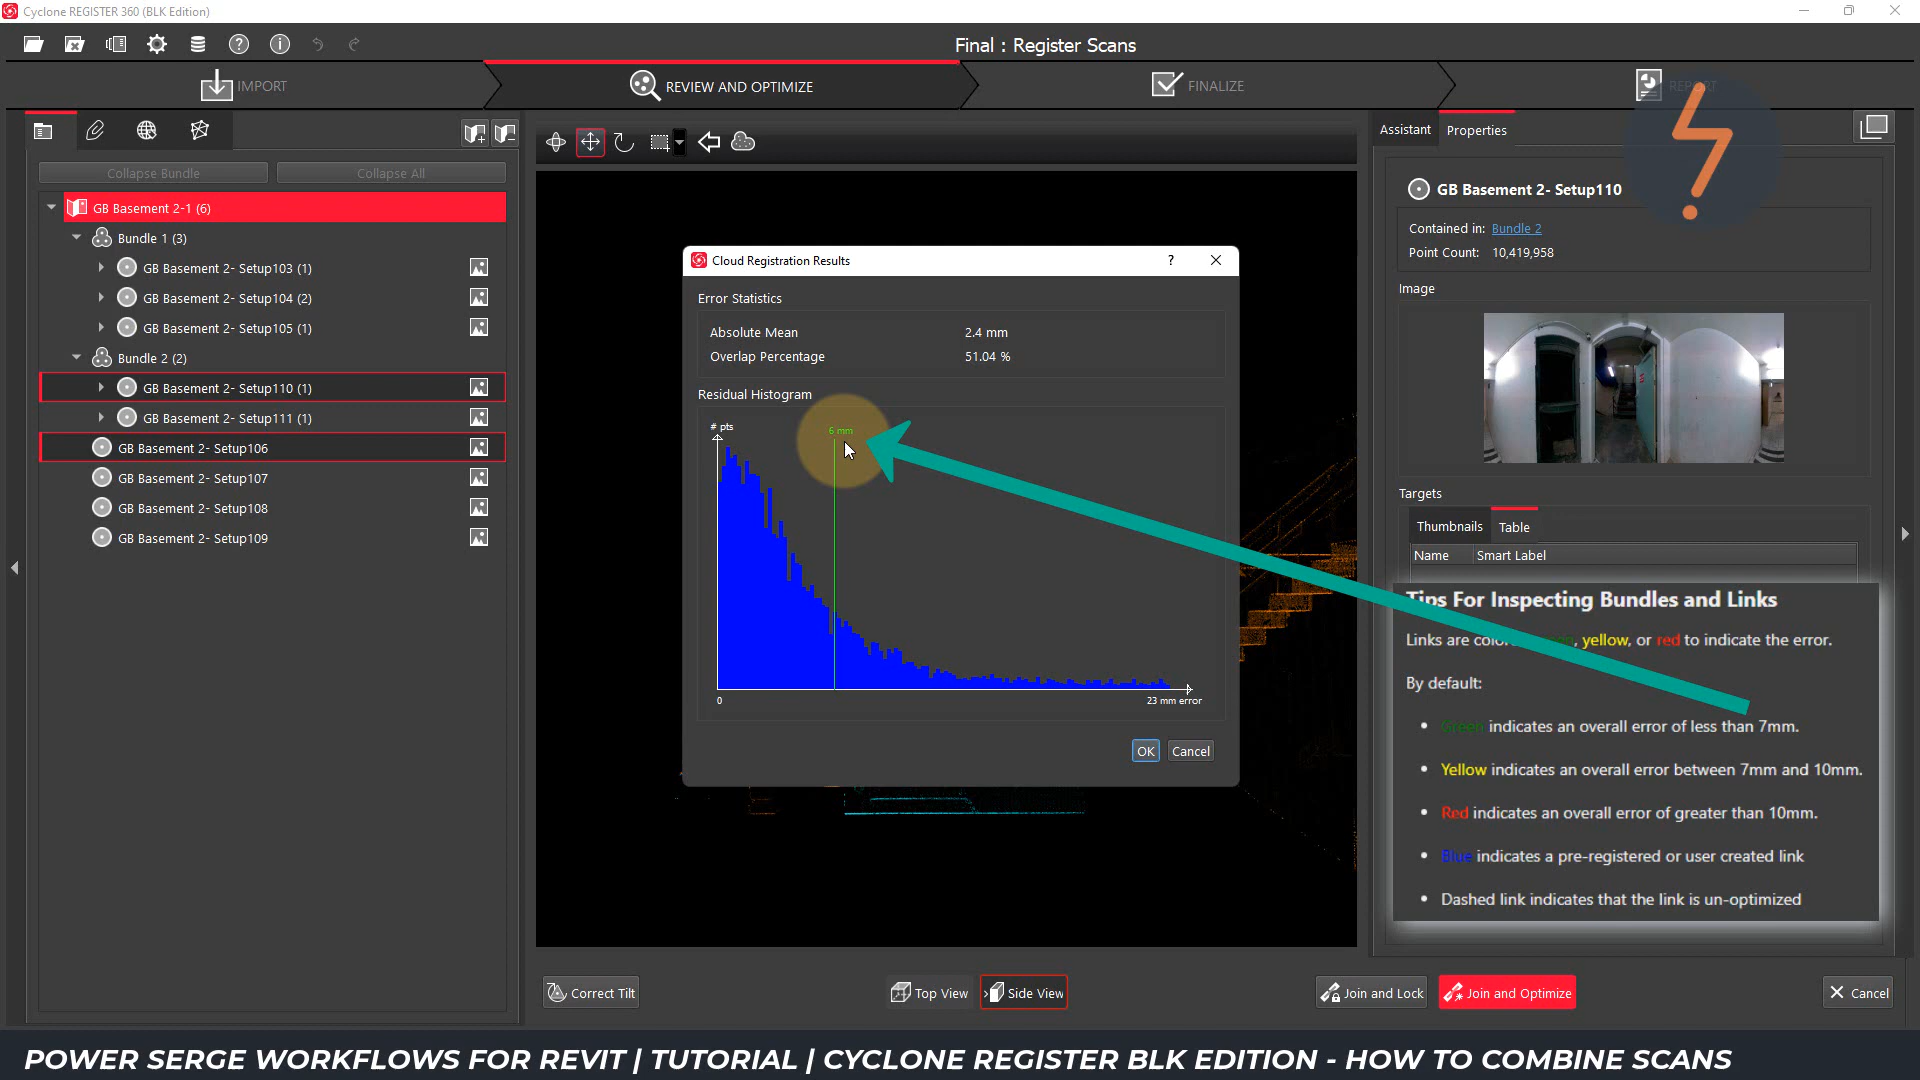 Cyclone REGISTER 360 (BLK Edition)
Final : Register Scans
IMPORT
REVIEW AND OPTIMIZE
FINALIZE
REPORT
Collapse Bundle
Collapse All
GB Basement 2-1 (6)
Bundle 1 (3)
GB Basement 2- Setup103 (1)
GB Basement 2- Setup104 (2)
GB Basement 2- Setup105 (1)
Bundle 2 (2)
GB Basement 2- Setup110 (1)
GB Basement 2- Setup111 (1)
GB Basement 2- Setup106
GB Basement 2- Setup107
GB Basement 2- Setup108
GB Basement 2- Setup109
Cloud Registration Results
?
Error Statistics
Absolute Mean 2.4 mm
Overlap Percentage 51.04 %
Residual Histogram
# pts
6 mm
0
23 mm error
OK
Cancel
Assistant
Properties
GB Basement 2- Setup110
Contained in: Bundle 2
Point Count: 10,419,958
Image
Targets
Thumbnails
Table
Name
Smart Label
Tips For Inspecting Bundles and Links
Links are , yellow, or red to indicate the error.
By default:
• Green indicates an overall error of less than 7mm.
• Yellow indicates an overall error between 7mm and 10mm.
• Red indicates an overall error of greater than 10mm.
• Blue indicates a pre-registered or user created link
• Dashed link indicates that the link is un-optimized
Correct Tilt
Top View
Side View
Join and Lock
Join and Optimize
Cancel
POWER SERGE WORKFLOWS FOR REVIT | TUTORIAL | CYCLONE REGISTER BLK EDITION - HOW TO COMBINE SCANS